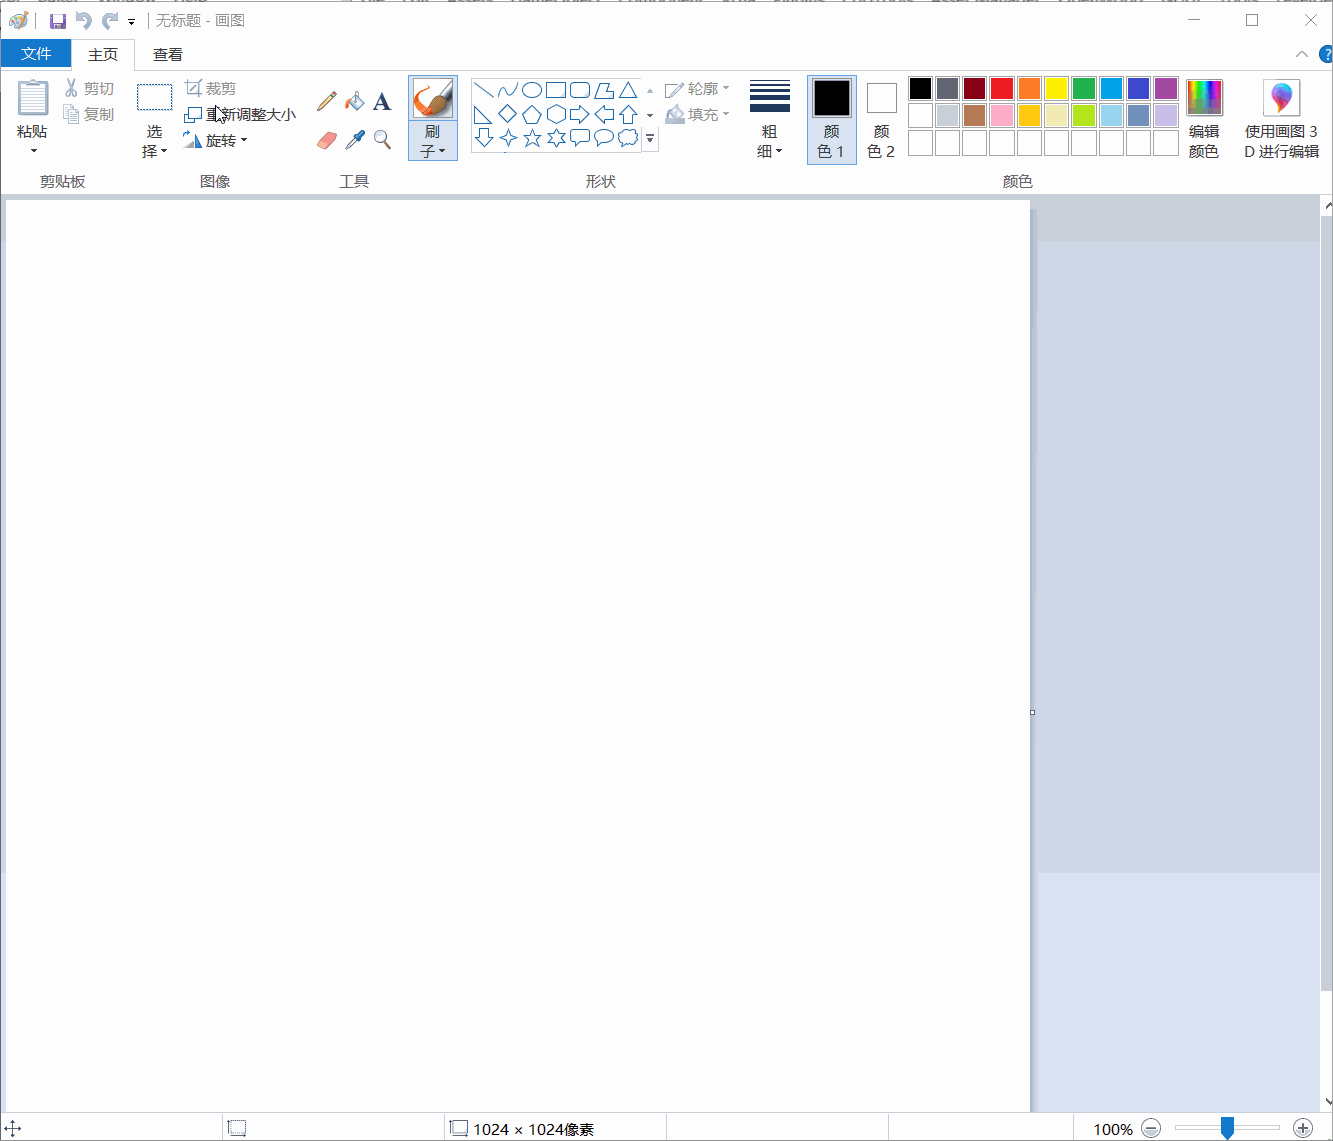 无标题 - 画图
文件 主页 查看
粘贴
剪切
复制
剪贴板
选
择
裁剪
重新调整大小
旋转
图像
A
工具
刷
子
形状
轮廓
填充
粗
细
颜
色 1
颜
色 2
编辑
颜色
颜色
使用画图 3
D 进行编辑
1024 × 1024像素
100%